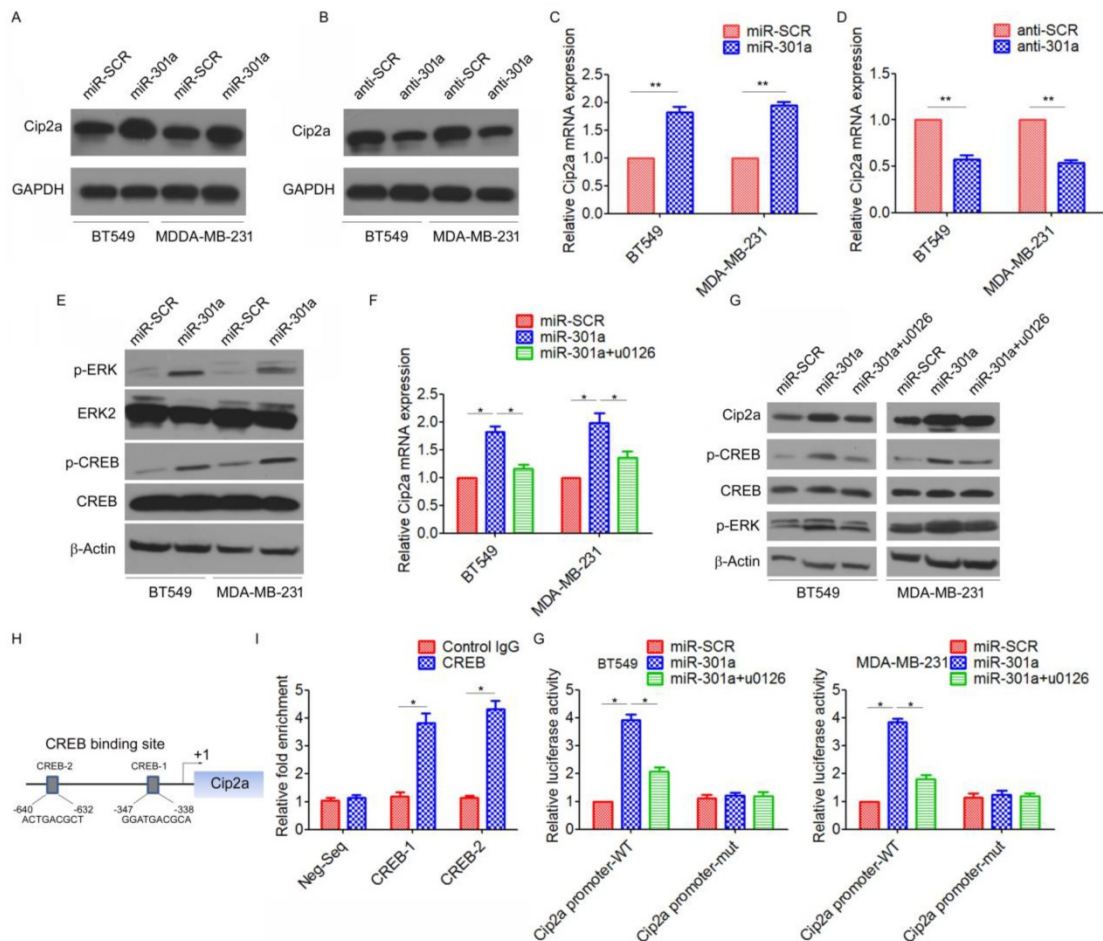 A
miR-SCR
miR-301a
miR-SCR
miR-301a
Cip2a
GAPDH
BT549
MDDA-MB-231
B
anti-SCR
anti-301a
anti-SCR
anti-301a
Cip2a
GAPDH
BT549
MDA-MB-231
C
miR-SCR
miR-301a
Relative Cip2a mRNA expression
2.5
2.0
1.5
1.0
0.5
0.0
**
**
BT549
MDA-MB-231
D
anti-SCR
anti-301a
Relative Cip2a mRNA expression
1.5
1.0
0.5
0.0
**
**
BT549
MDA-MB-231
E
miR-SCR
miR-301a
miR-SCR
miR-301a
p-ERK
ERK2
p-CREB
CREB
β-Actin
BT549
MDA-MB-231
F
miR-SCR
miR-301a
miR-301a+u0126
Relative Cip2a mRNA expression
2.5
2.0
1.5
1.0
0.5
0.0
*
*
*
*
BT549
MDA-MB-231
G
miR-SCR
miR-301a
miR-301a+u0126
miR-SCR
miR-301a
miR-301a+u0126
Cip2a
p-CREB
CREB
p-ERK
β-Actin
BT549
MDA-MB-231
H
CREB binding site
CREB-2
CREB-1
+1
Cip2a
-640
-632
-347
-338
ACTGACGCT
GGATGACGCA
I
Control IgG
CREB
Relative fold enrichment
5
4
3
2
1
0
*
*
Neg-Seq
CREB-1
CREB-2
G
BT549
miR-SCR
miR-301a
miR-301a+u0126
Relative luciferase activity
5
4
3
2
1
0
*
*
Cip2a promoter-WT
Cip2a promoter-mut
MDA-MB-231
miR-SCR
miR-301a
miR-301a+u0126
Relative luciferase activity
5
4
3
2
1
0
*
*
Cip2a promoter-WT
Cip2a promoter-mut